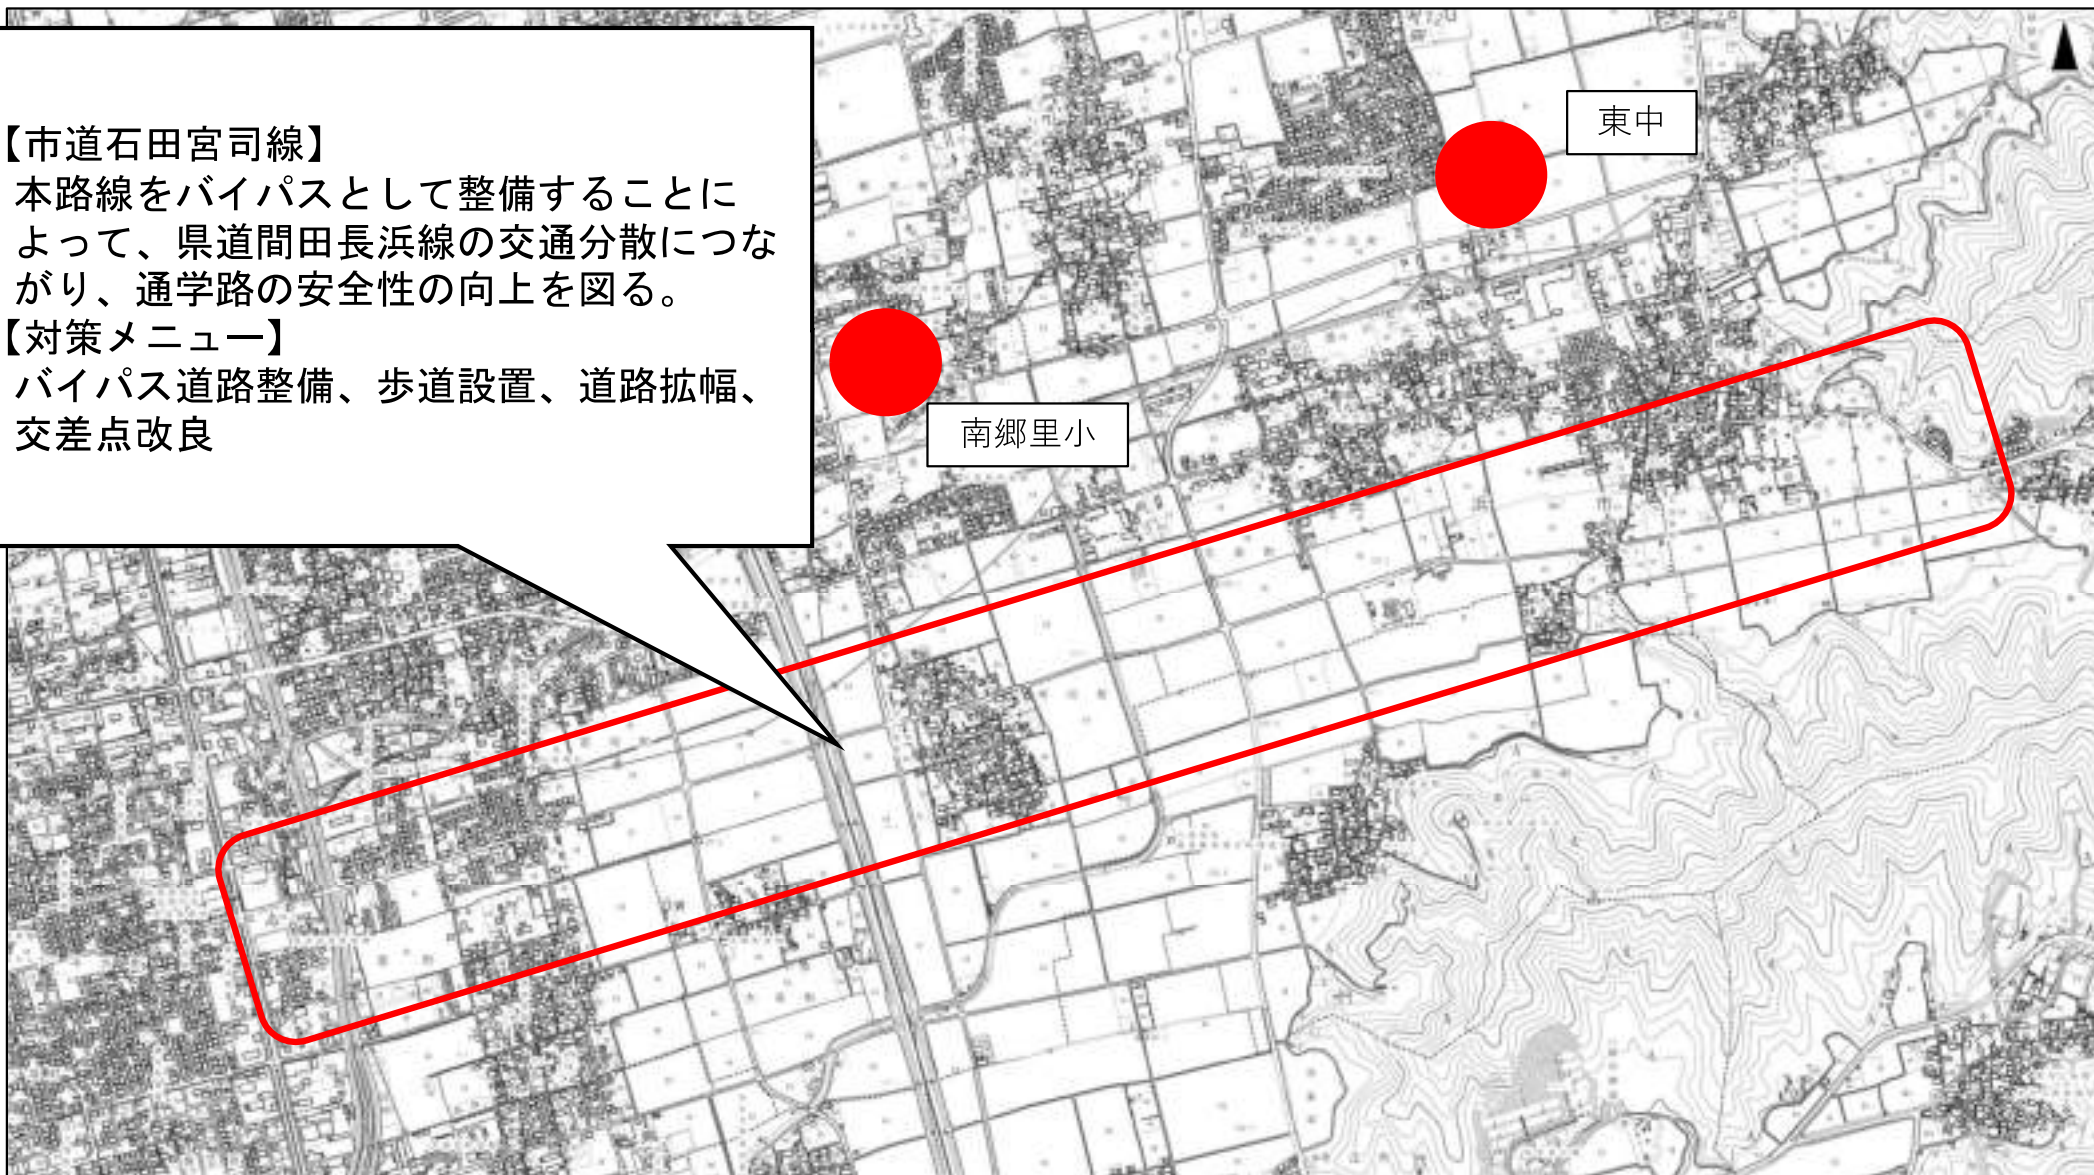 【市道石田宮司線】
本路線をバイパスとして整備することに
よって、県道間田長浜線の交通分散につな
がり、通学路の安全性の向上を図る。
【対策メニュー】
バイパス道路整備、歩道設置、道路拡幅、
交差点改良
東中
南郷里小